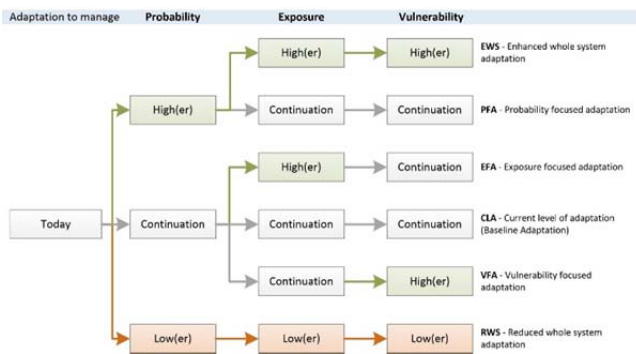 Adaptation to manage Probability Exposure Vulnerability
High(er) High(er) EWS - Enhanced whole system
adaptation
High(er) Continuation Continuation PFA - Probability focused adaptation
High(er) Continuation EFA - Exposure focused adaptation
Today Continuation Continuation Continuation CLA - Current level of adaptation
(Baseline Adaptation)
Continuation High(er) VFA - Vulnerability focused
adaptation
Low(er) Low(er) Low(er) RWS - Reduced whole system
adaptation